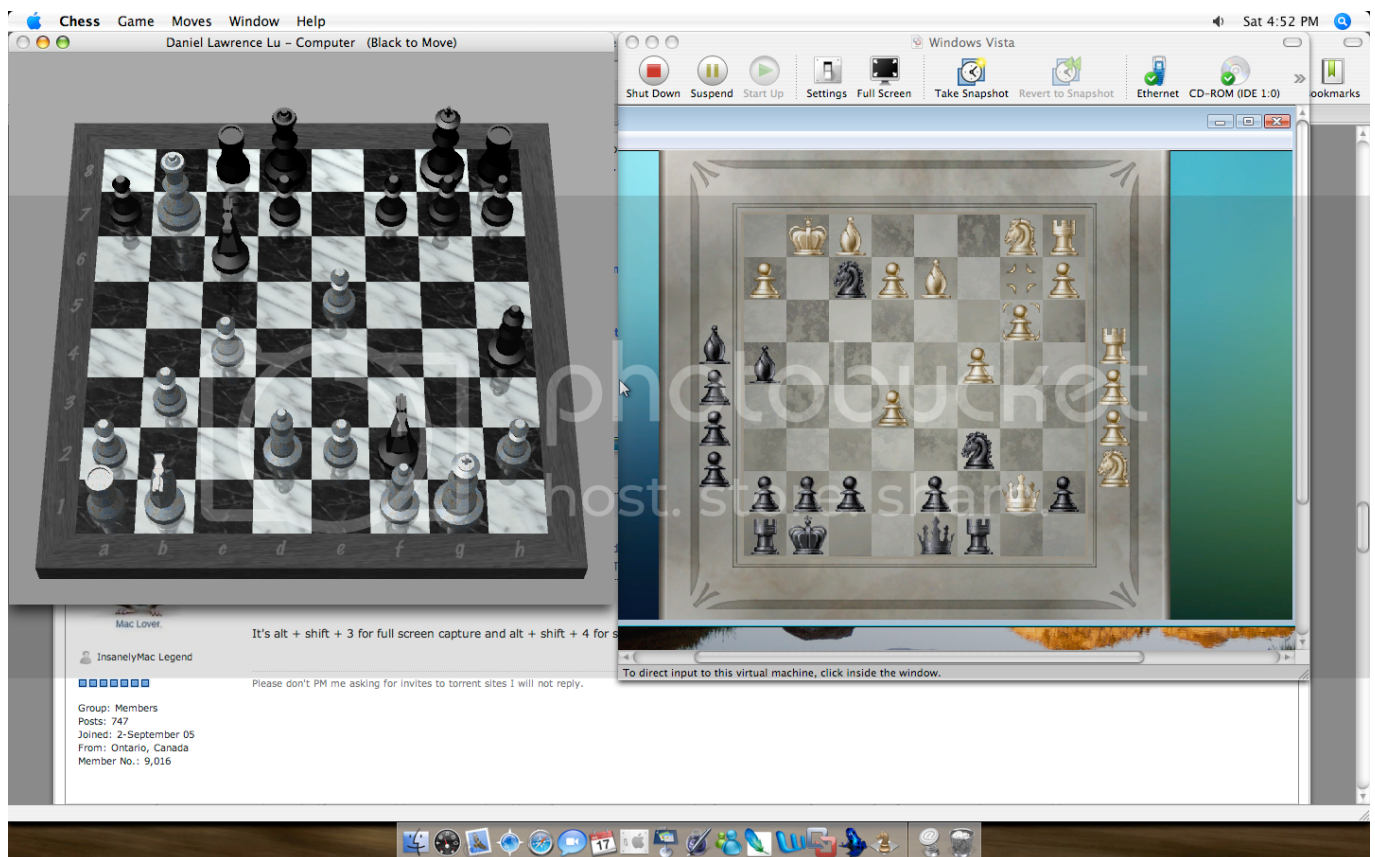 Chess Game Moves Window Help Sat 4:52 PM
Daniel Lawrence Lu – Computer (Black to Move)
Windows Vista
Shut Down Suspend Start Up Settings Full Screen Take Snapshot Revert to Snapshot Ethernet CD-ROM (IDE 1:0) ookmarks
8
7
6
5
4
3
2
1
a b c d e f g h
photobucket
host. store. share.
Mac Lover.
It's alt + shift + 3 for full screen capture and alt + shift + 4 for s
InsanelyMac Legend
To direct input to this virtual machine, click inside the window.
Please don't PM me asking for invites to torrent sites I will not reply.
Group: Members
Posts: 747
Joined: 2-September 05
From: Ontario, Canada
Member No.: 9,016
17